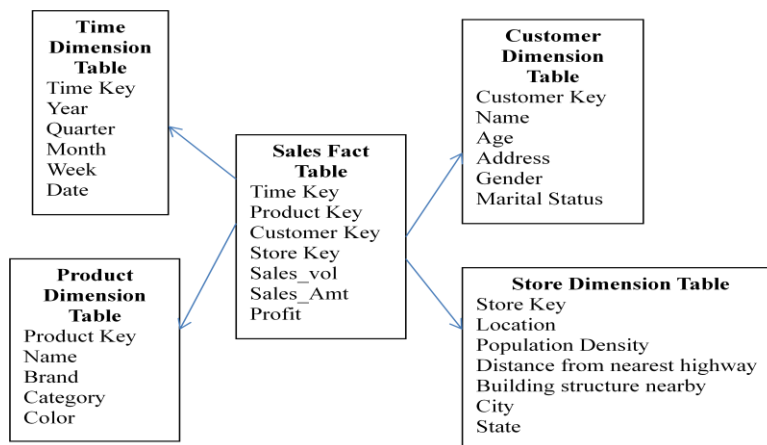 Time
Dimension
Table
Time Key
Year
Quarter
Month
Week
Date
Customer
Dimension
Table
Customer Key
Name
Age
Address
Gender
Marital Status
Sales Fact
Table
Time Key
Product Key
Customer Key
Store Key
Sales_vol
Sales_Amt
Profit
Product
Dimension
Table
Product Key
Name
Brand
Category
Color
Store Dimension Table
Store Key
Location
Population Density
Distance from nearest highway
Building structure nearby
City
State